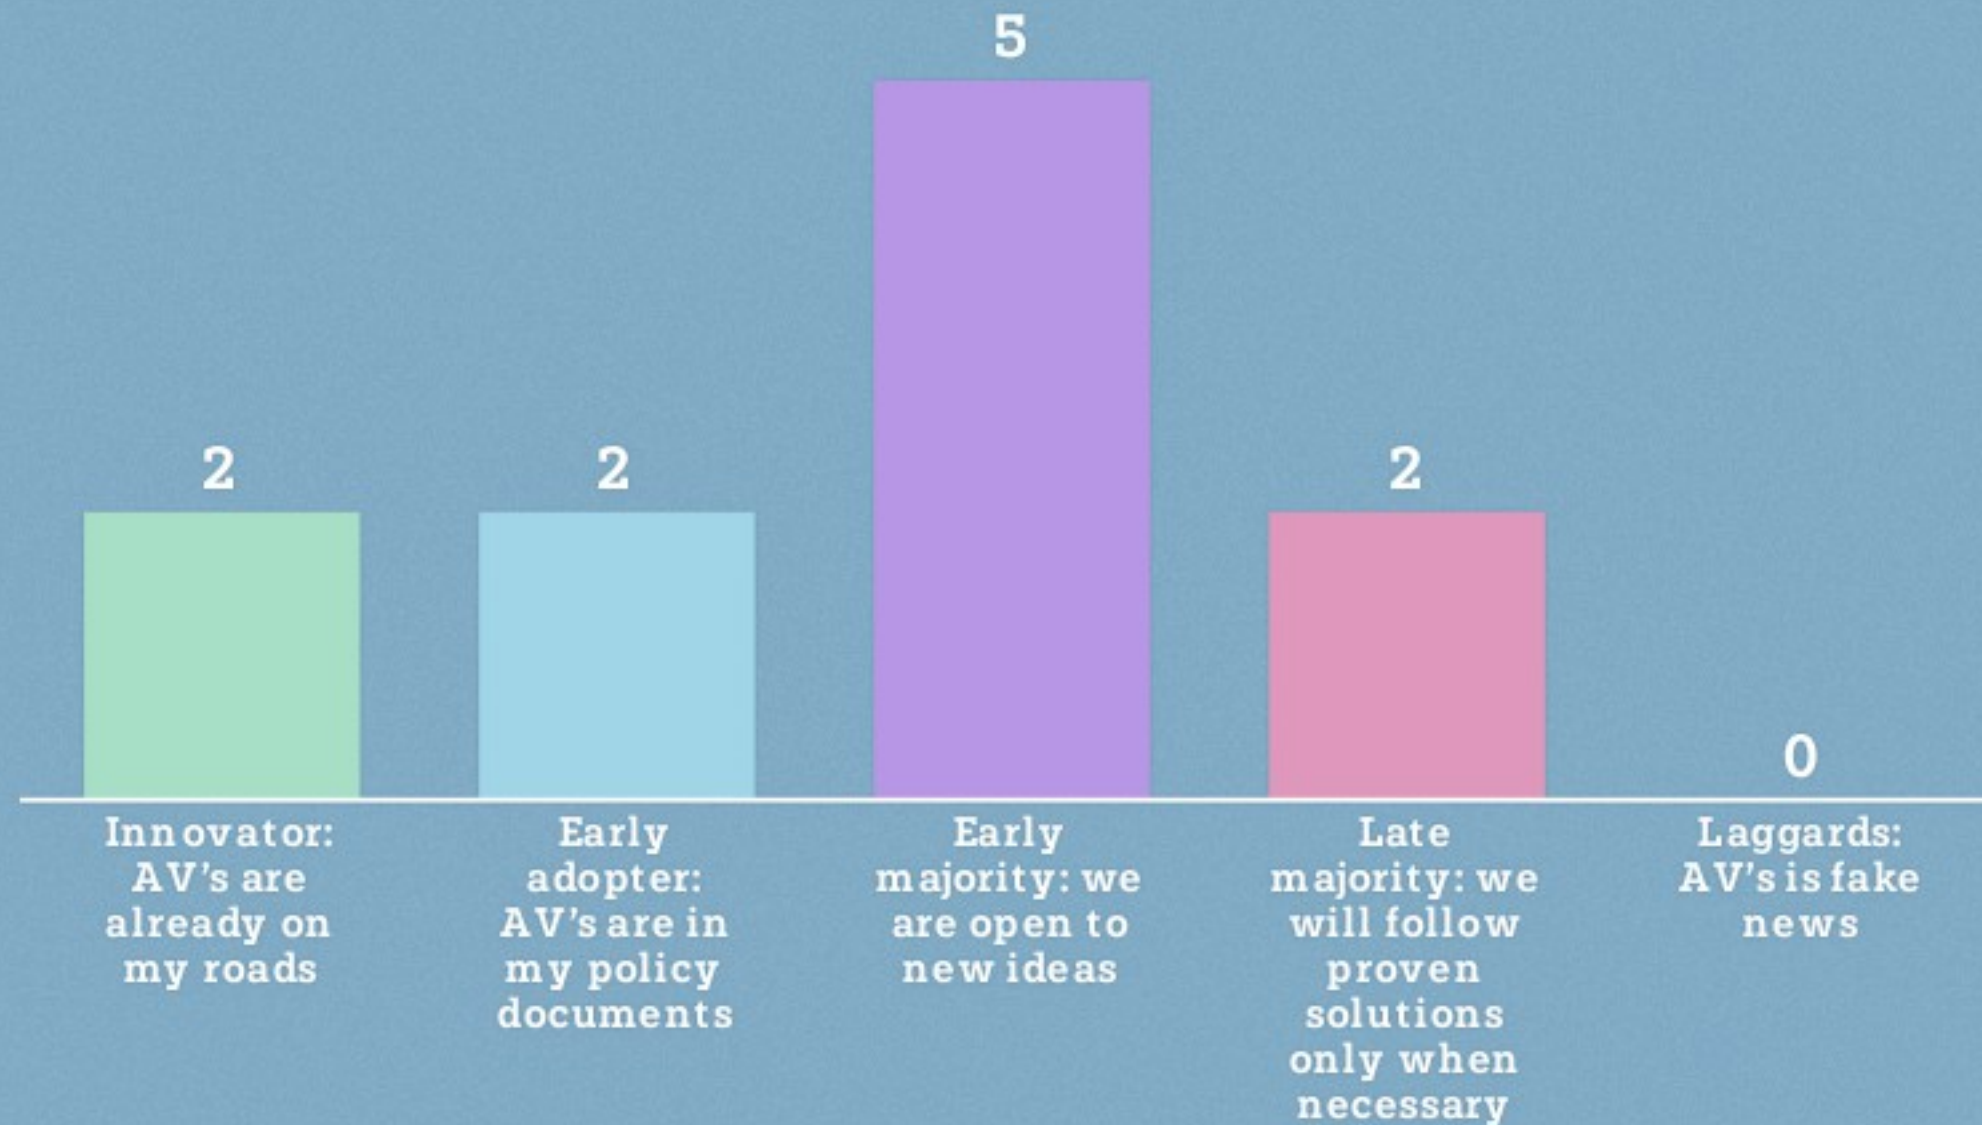 5
2
2
2
0
Innovator:
AV's are
already on
my roads
Early
adopter:
AV's are in
my policy
documents
Early
majority: we
are open to
new ideas
Late
majority: we
will follow
proven
solutions
only when
necessary
Laggards:
AV's is fake
news